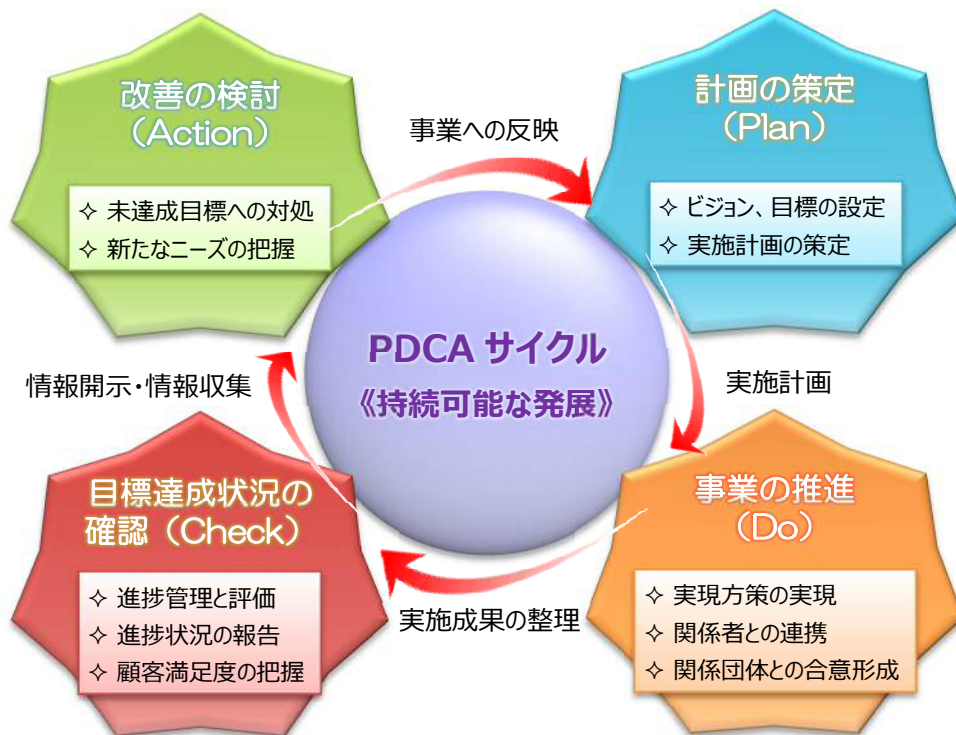 改善の検討
(Action)
✧ 未達成目標への対処
✧ 新たなニーズの把握
事業への反映
計画の策定
(Plan)
✧ ビジョン、目標の設定
✧ 実施計画の策定
PDCA サイクル
《持続可能な発展》
情報開示・情報収集
実施計画
目標達成状況の
確認（Check）
✧ 進捗管理と評価
✧ 進捗状況の報告
✧ 顧客満足度の把握
実施成果の整理
事業の推進
(Do)
✧ 実現方策の実現
✧ 関係者との連携
✧ 関係団体との合意形成